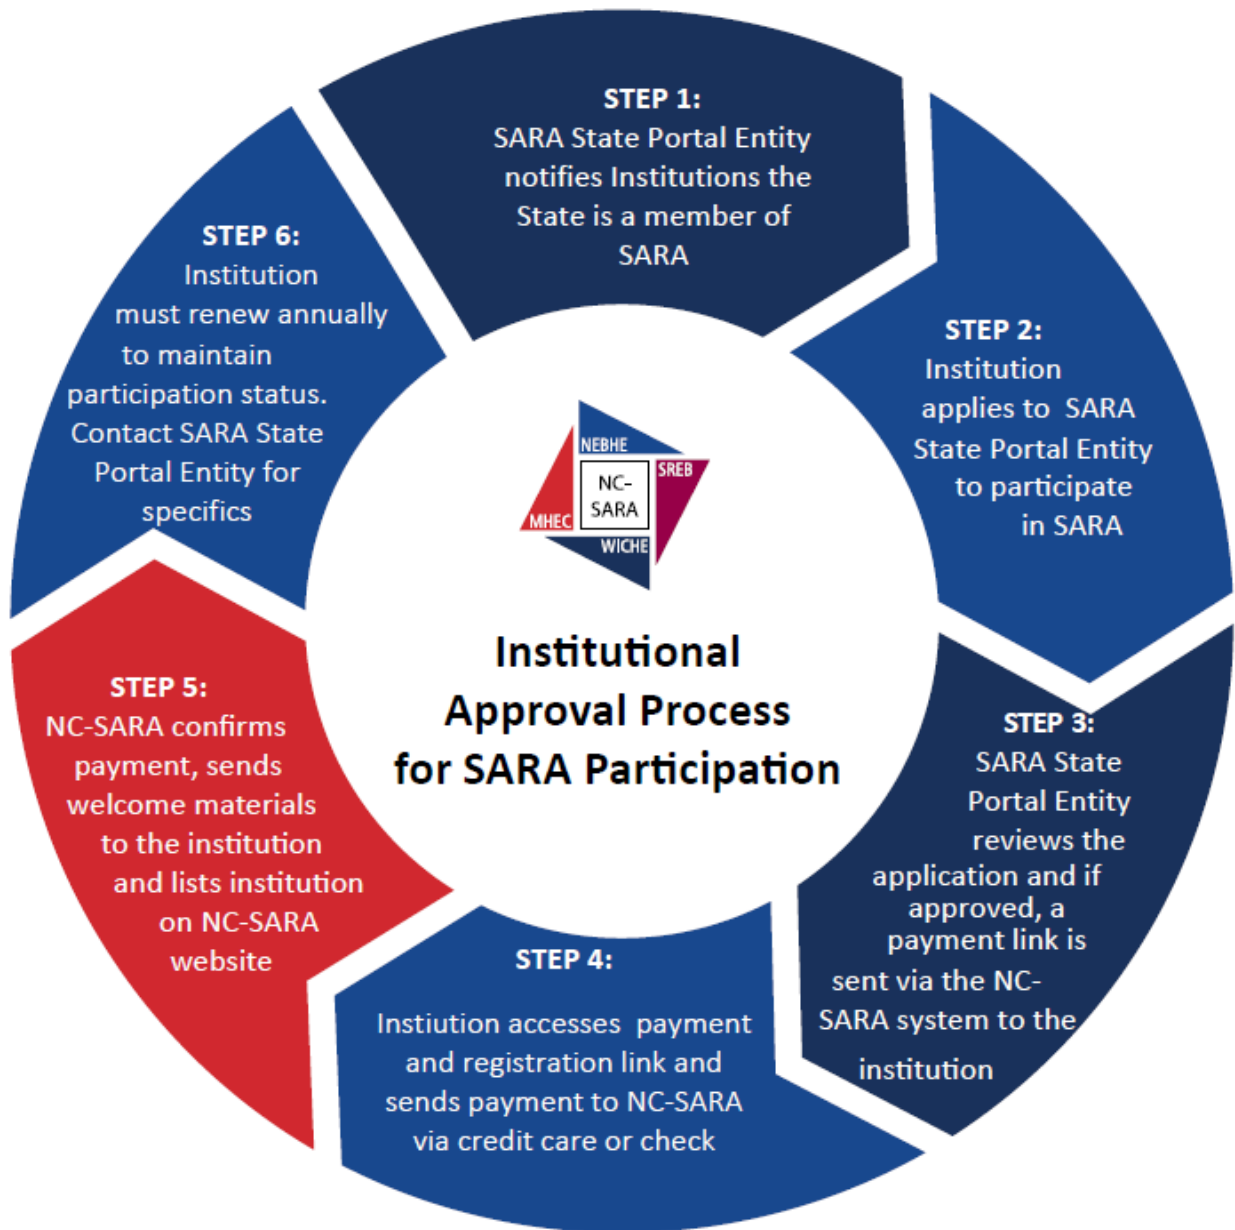 STEP 1:
SARA State Portal Entity
notifies Institutions the
State is a member of
SARA
STEP 2:
Institution
applies to SARA
State Portal Entity
to participate
in SARA
STEP 3:
SARA State
Portal Entity
reviews the
application and if
approved, a
payment link is
sent via the NC-
SARA system to the
institution
STEP 4:
Instiution accesses payment
and registration link and
sends payment to NC-SARA
via credit care or check
STEP 5:
NC-SARA confirms
payment, sends
welcome materials
to the institution
and lists institution
on NC-SARA
website
STEP 6:
Institution
must renew annually
to maintain
participation status.
Contact SARA State
Portal Entity for
specifics
NEBHE
SREB
NC-
SARA
MHEC
WICHE
Institutional
Approval Process
for SARA Participation